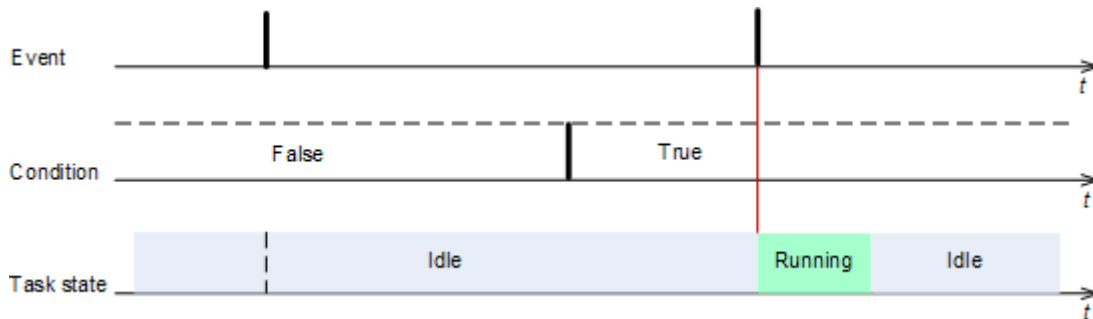 Event
t
False
True
Condition
t
Idle
Running
Idle
Task state
t